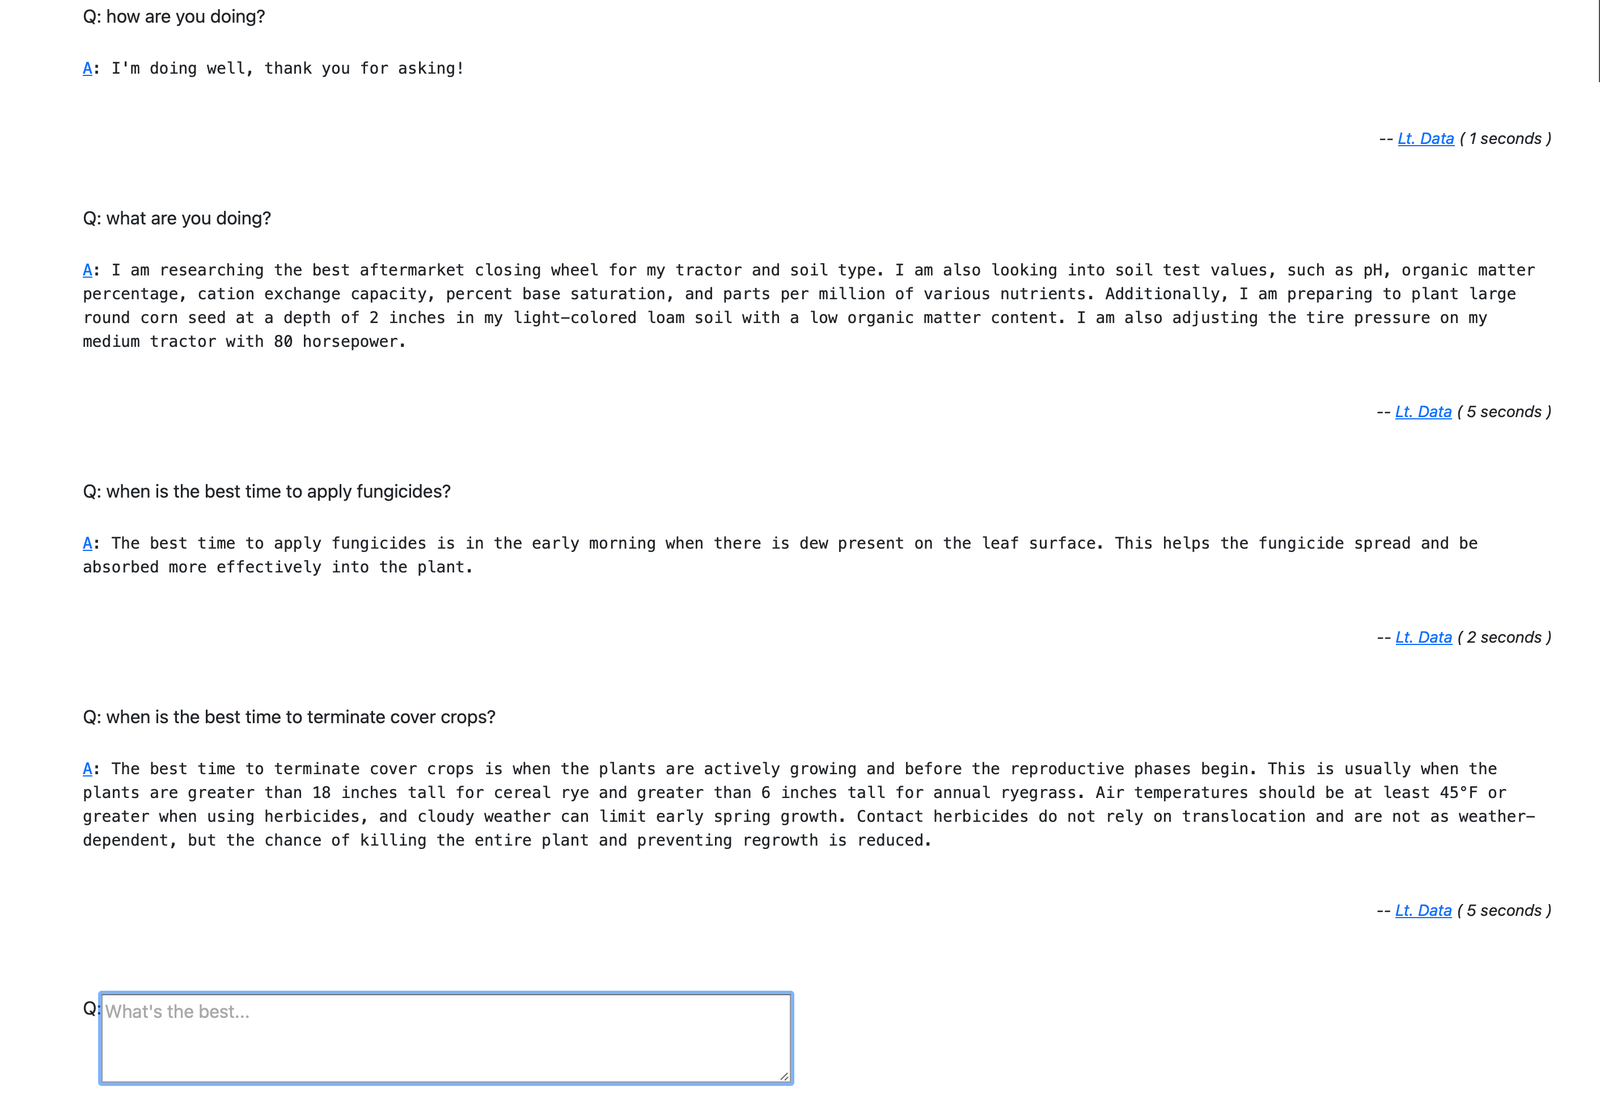 Q: how are you doing?
A: I'm doing well, thank you for asking!
-- Lt. Data ( 1 seconds )
Q: what are you doing?
A: I am researching the best aftermarket closing wheel for my tractor and soil type. I am also looking into soil test values, such as pH, organic matter
percentage, cation exchange capacity, percent base saturation, and parts per million of various nutrients. Additionally, I am preparing to plant large
round corn seed at a depth of 2 inches in my light-colored loam soil with a low organic matter content. I am also adjusting the tire pressure on my
medium tractor with 80 horsepower.
-- Lt. Data ( 5 seconds )
Q: when is the best time to apply fungicides?
A: The best time to apply fungicides is in the early morning when there is dew present on the leaf surface. This helps the fungicide spread and be
absorbed more effectively into the plant.
-- Lt. Data ( 2 seconds )
Q: when is the best time to terminate cover crops?
A: The best time to terminate cover crops is when the plants are actively growing and before the reproductive phases begin. This is usually when the
plants are greater than 18 inches tall for cereal rye and greater than 6 inches tall for annual ryegrass. Air temperatures should be at least 45°F or
greater when using herbicides, and cloudy weather can limit early spring growth. Contact herbicides do not rely on translocation and are not as weather-
dependent, but the chance of killing the entire plant and preventing regrowth is reduced.
-- Lt. Data ( 5 seconds )
Q: What's the best...